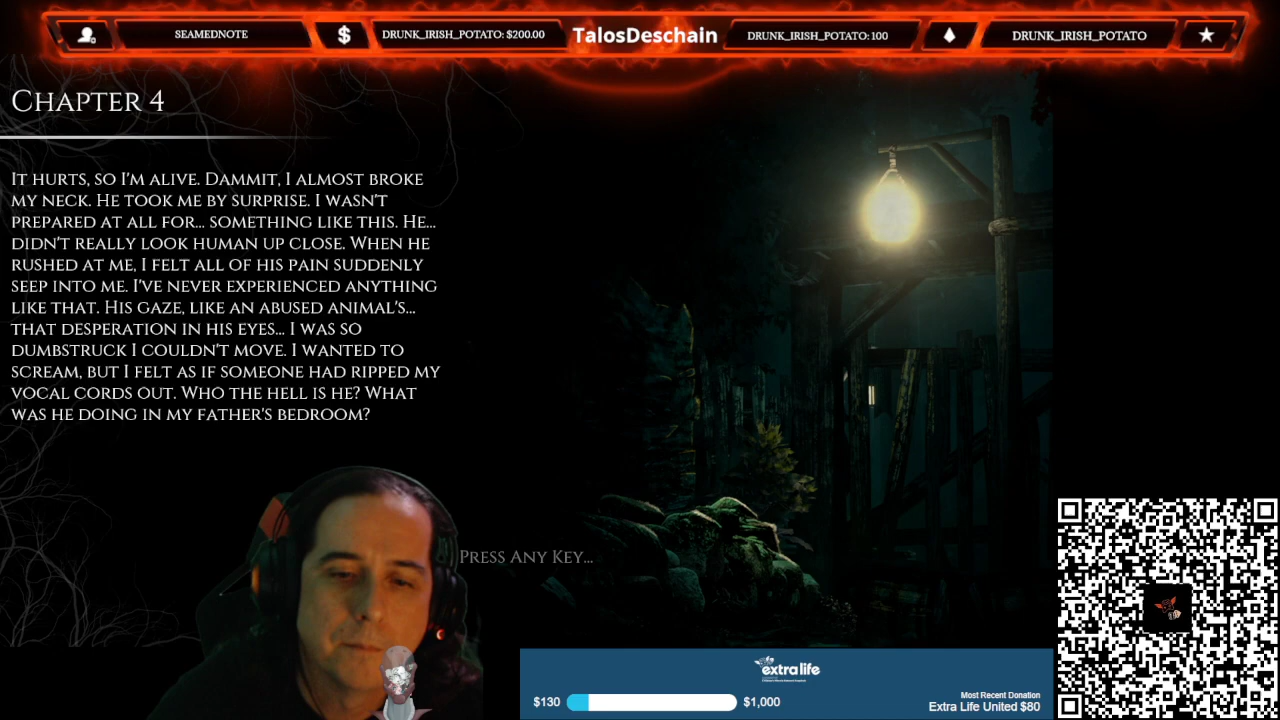 SEAMEDNOTE
$
DRUNK_IRISH_POTATO: $200.00
TalosDeschain
DRUNK_IRISH_POTATO: 100
DRUNK_IRISH_POTATO
Chapter 4
It hurts, so I'm alive. Dammit, I almost broke
my neck. He took me by surprise. I wasn't
prepared at all for... something like this. He...
didn't really look human up close. When he
rushed at me, I felt all of his pain suddenly
seep into me. I've never experienced anything
like that. His gaze, like an abused animal's...
that desperation in his eyes... I was so
dumbstruck I couldn't move. I wanted to
scream, but I felt as if someone had ripped my
vocal cords out. Who the hell is he? What
was he doing in my father's bedroom?
Press Any Key...
extralife
$130
$1,000
Most Recent Donation
Extra Life United $80